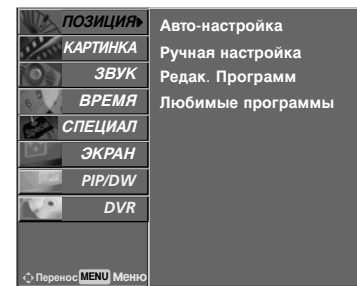 ПОЗИЦИЯ
КАРТИНКА
ЗВУК
ВРЕМЯ
СПЕЦИАЛ
ЭКРАН
PIP/DW
DVR
Перенос MENU Меню
Авто-настройка
Ручная настройка
Редак. Программ
Любимые программы